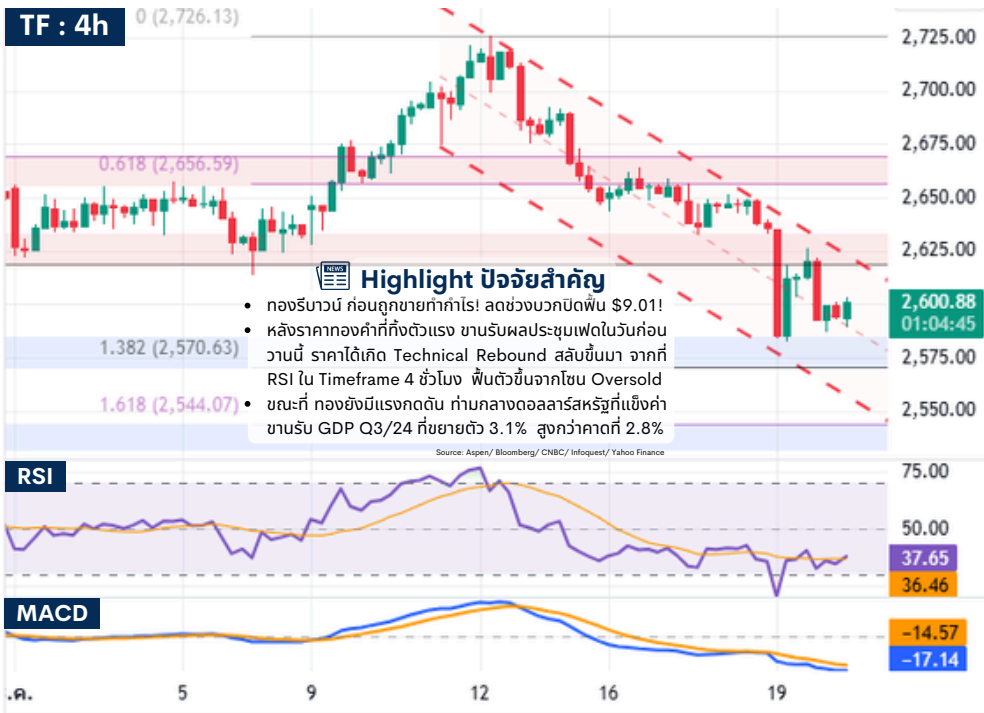 TF : 4h
0 (2,726.13)
2,725.00
2,700.00
2,675.00
0.618 (2,656.59)
2,650.00
2,625.00
NEWS
Highlight ปัจจัยสำคัญ
• ทองรีบาวน์ ก่อนถูกขายทำกำไร! ลดช่วงบวกปิดฟื้น $9.01!
• หลังราคาทองคำที่ทิ้งตัวแรง ขานรับผลประชุมเฟดในวันก่อน
วานนี้ ราคาได้เกิด Technical Rebound สลับขึ้นมา จากที่
RSI ใน Timeframe 4 ชั่วโมง ฟื้นตัวขึ้นจากโซน Oversold
• ขณะที่ ทองยังมีแรงกดดัน ท่ามกลางดอลลาร์สหรัฐที่แข็งค่า
ขานรับ GDP Q3/24 ที่ขยายตัว 3.1% สูงกว่าคาดที่ 2.8%
Source: Aspen/ Bloomberg/ CNBC/ Infoquest/ Yahoo Finance
2,600.88
01:04:45
1.382 (2,570.63)
2,575.00
1.618 (2,544.07)
2,550.00
RSI
75.00
50.00
37.65
36.46
MACD
−14.57
−17.14
.ค.
5
9
12
16
19